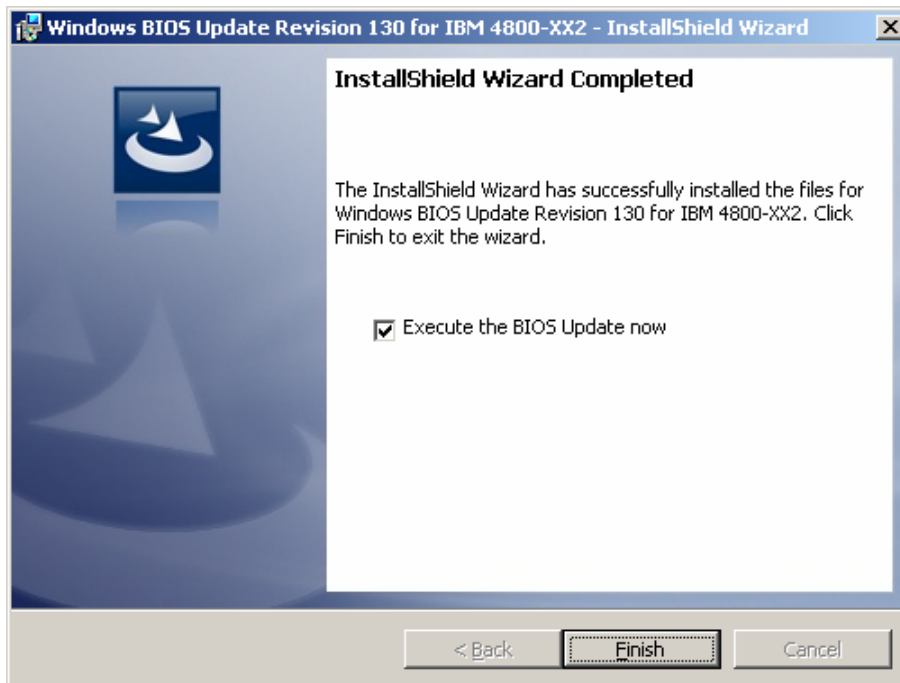 Windows BIOS Update Revision 130 for IBM 4800-XX2 - InstallShield Wizard
InstallShield Wizard Completed
The InstallShield Wizard has successfully installed the files for
Windows BIOS Update Revision 130 for IBM 4800-XX2. Click
Finish to exit the wizard.
Execute the BIOS Update now
< Back
Finish
Cancel